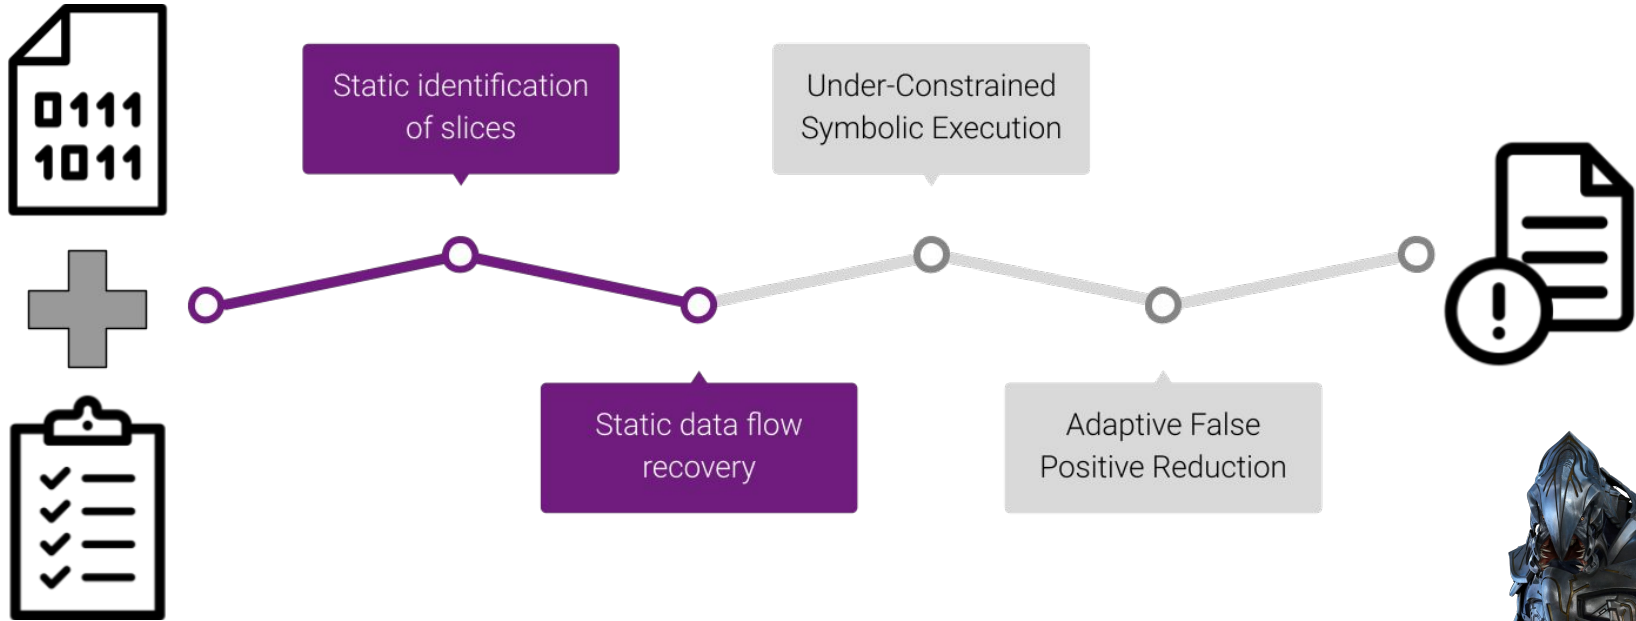 0111
1011
Static identification
of slices
Under-Constrained
Symbolic Execution
Static data flow
recovery
Adaptive False
Positive Reduction
!